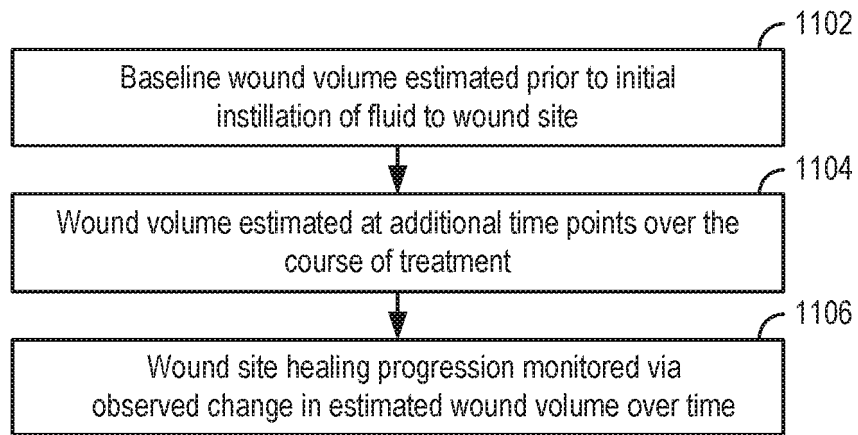 1102
Baseline wound volume estimated prior to initial
instillation of fluid to wound site
1104
Wound volume estimated at additional time points over the
course of treatment
1106
Wound site healing progression monitored via
observed change in estimated wound volume over time